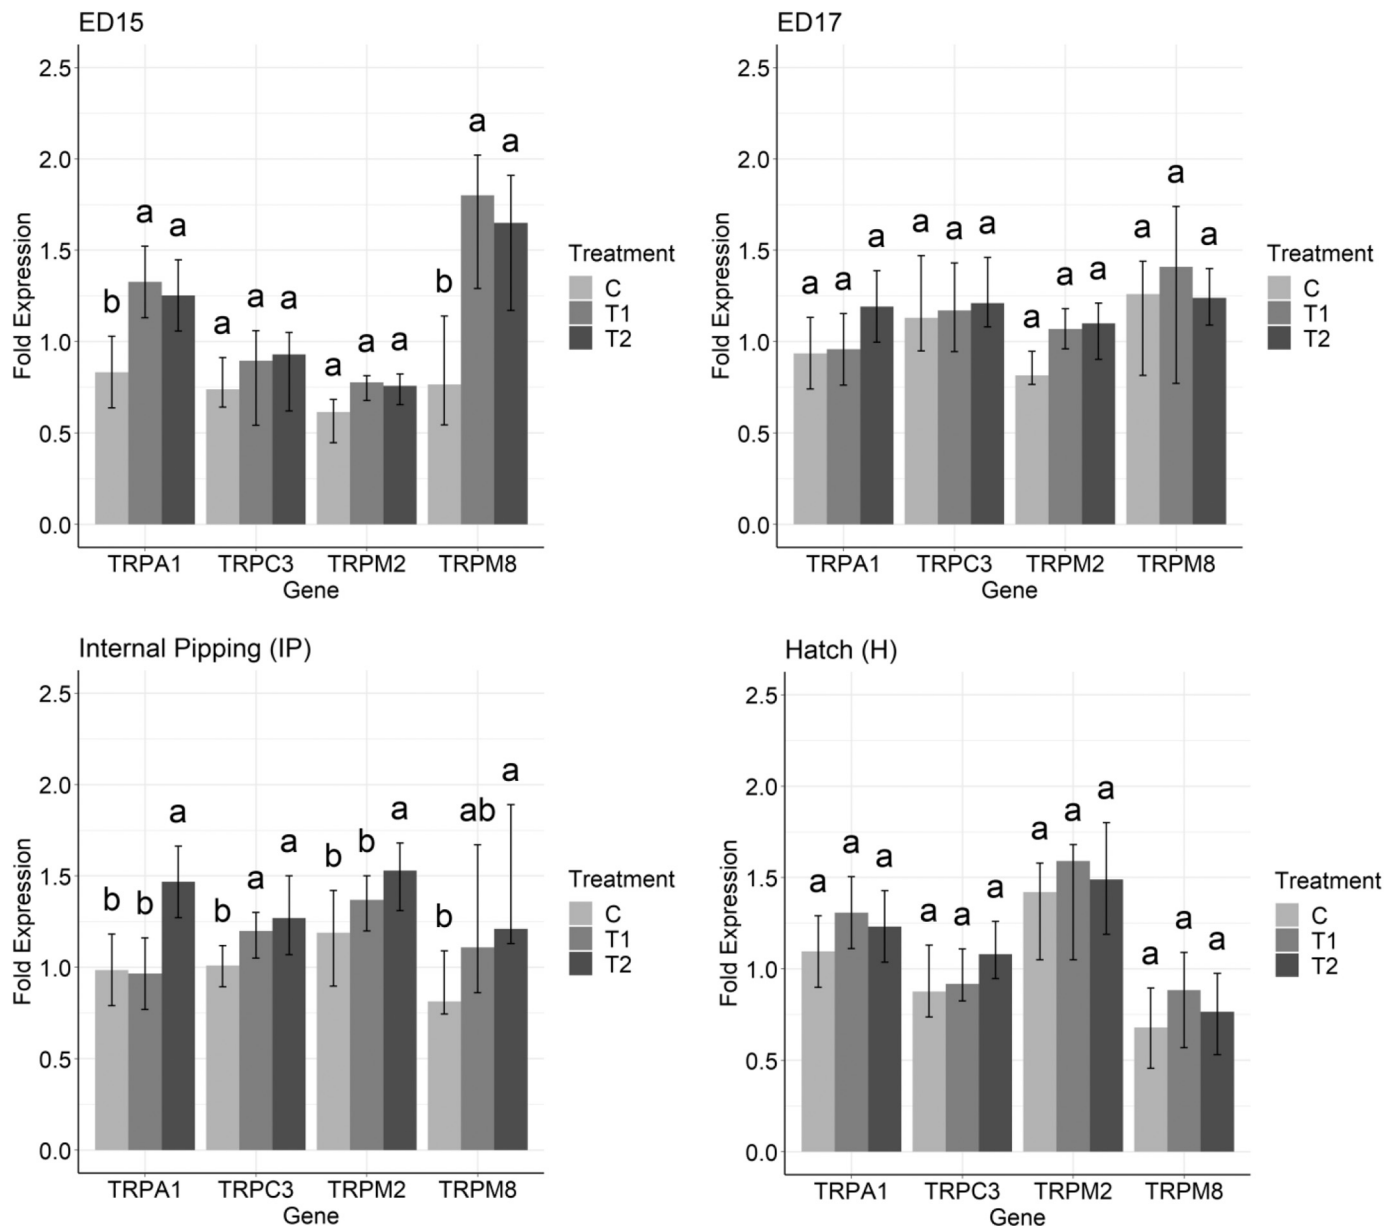 ED15
2.5
2.0
1.5
1.0
0.5
0.0
Fold Expression
b a a a a a a a a b a a
TRPA1 TRPC3 TRPM2 TRPM8
Gene
Treatment
C
T1
T2
ED17
2.5
2.0
1.5
1.0
0.5
0.0
Fold Expression
a a a a a a a a a a a a
TRPA1 TRPC3 TRPM2 TRPM8
Gene
Treatment
C
T1
T2
Internal Pipping (IP)
2.5
2.0
1.5
1.0
0.5
0.0
Fold Expression
b b a b a a b b a b ab a
TRPA1 TRPC3 TRPM2 TRPM8
Gene
Treatment
C
T1
T2
Hatch (H)
2.5
2.0
1.5
1.0
0.5
0.0
Fold Expression
a a a a a a a a a a a a
TRPA1 TRPC3 TRPM2 TRPM8
Gene
Treatment
C
T1
T2